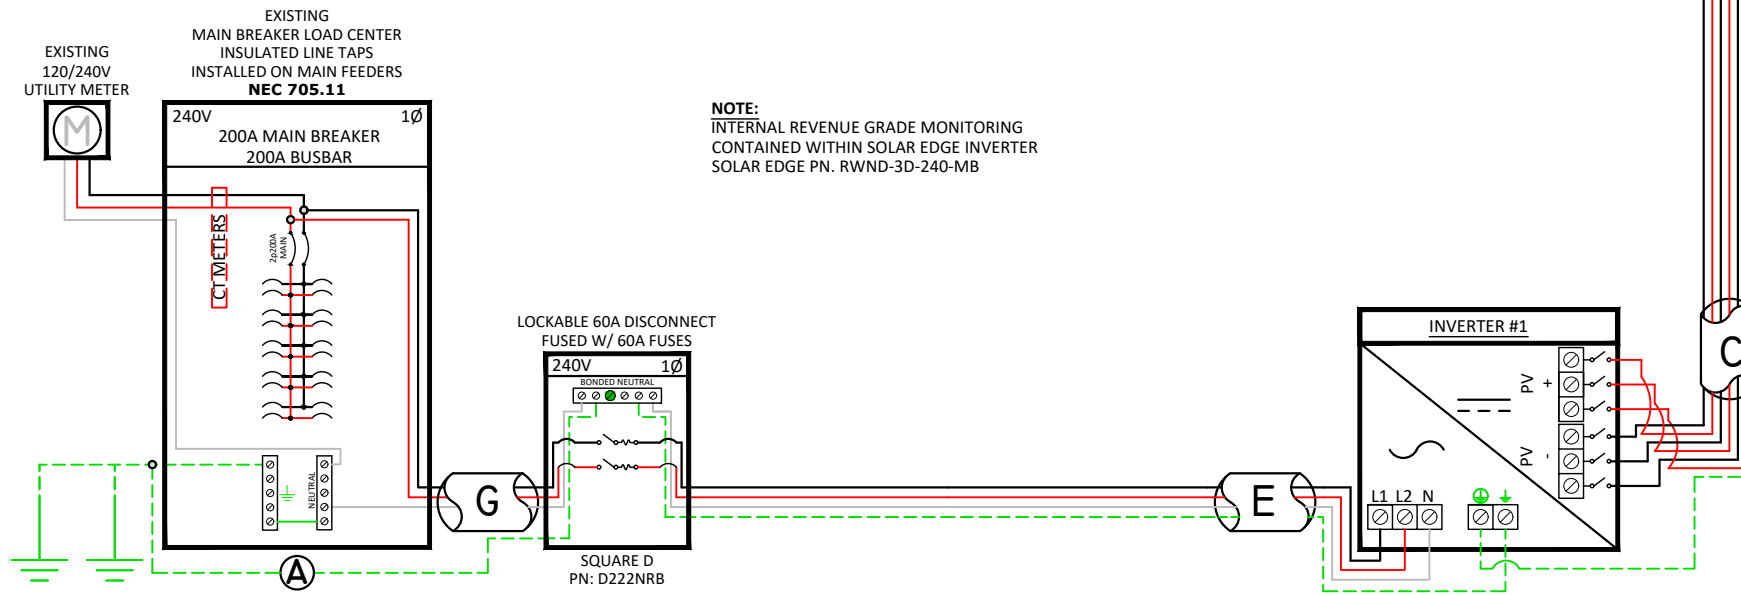 EXISTING
MAIN BREAKER LOAD CENTER
INSULATED LINE TAPS
INSTALLED ON MAIN FEEDERS
NEC 705.11
EXISTING
120/240V
UTILITY METER
M
240V 1Ø
200A MAIN BREAKER
200A BUSBAR
CT METERS
2p200A
MAIN
NEUTRAL
A
G
NOTE:
INTERNAL REVENUE GRADE MONITORING
CONTAINED WITHIN SOLAR EDGE INVERTER
SOLAR EDGE PN. RWND-3D-240-MB
LOCKABLE 60A DISCONNECT
FUSED W/ 60A FUSES
240V 1Ø
BONDED NEUTRAL
SQUARE D
PN: D222NRB
E
INVERTER #1
PV +
PV -
L1 L2 N
C